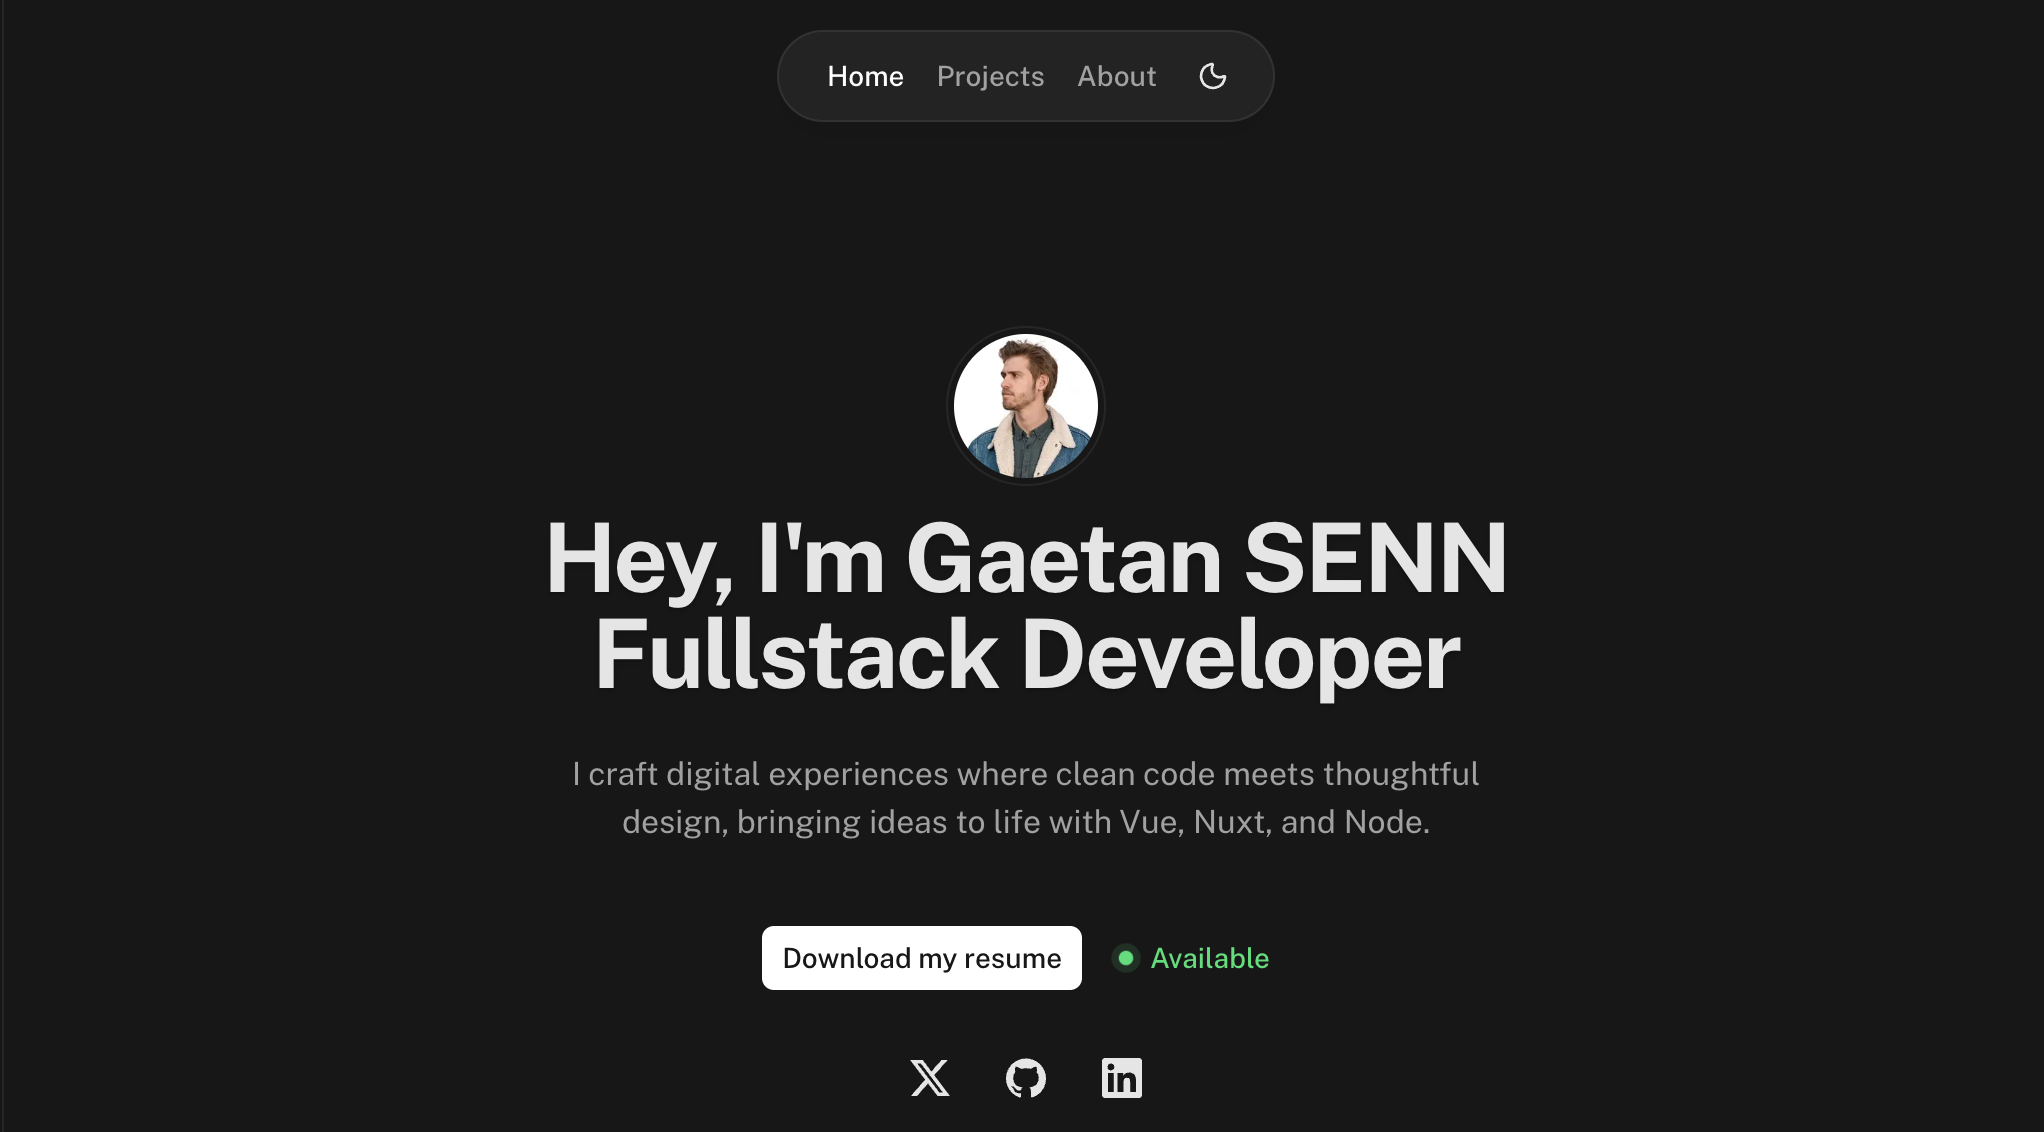 Home Projects About
Hey, I'm Gaetan SENN
Fullstack Developer
I craft digital experiences where clean code meets thoughtful
design, bringing ideas to life with Vue, Nuxt, and Node.
Download my resume
Available